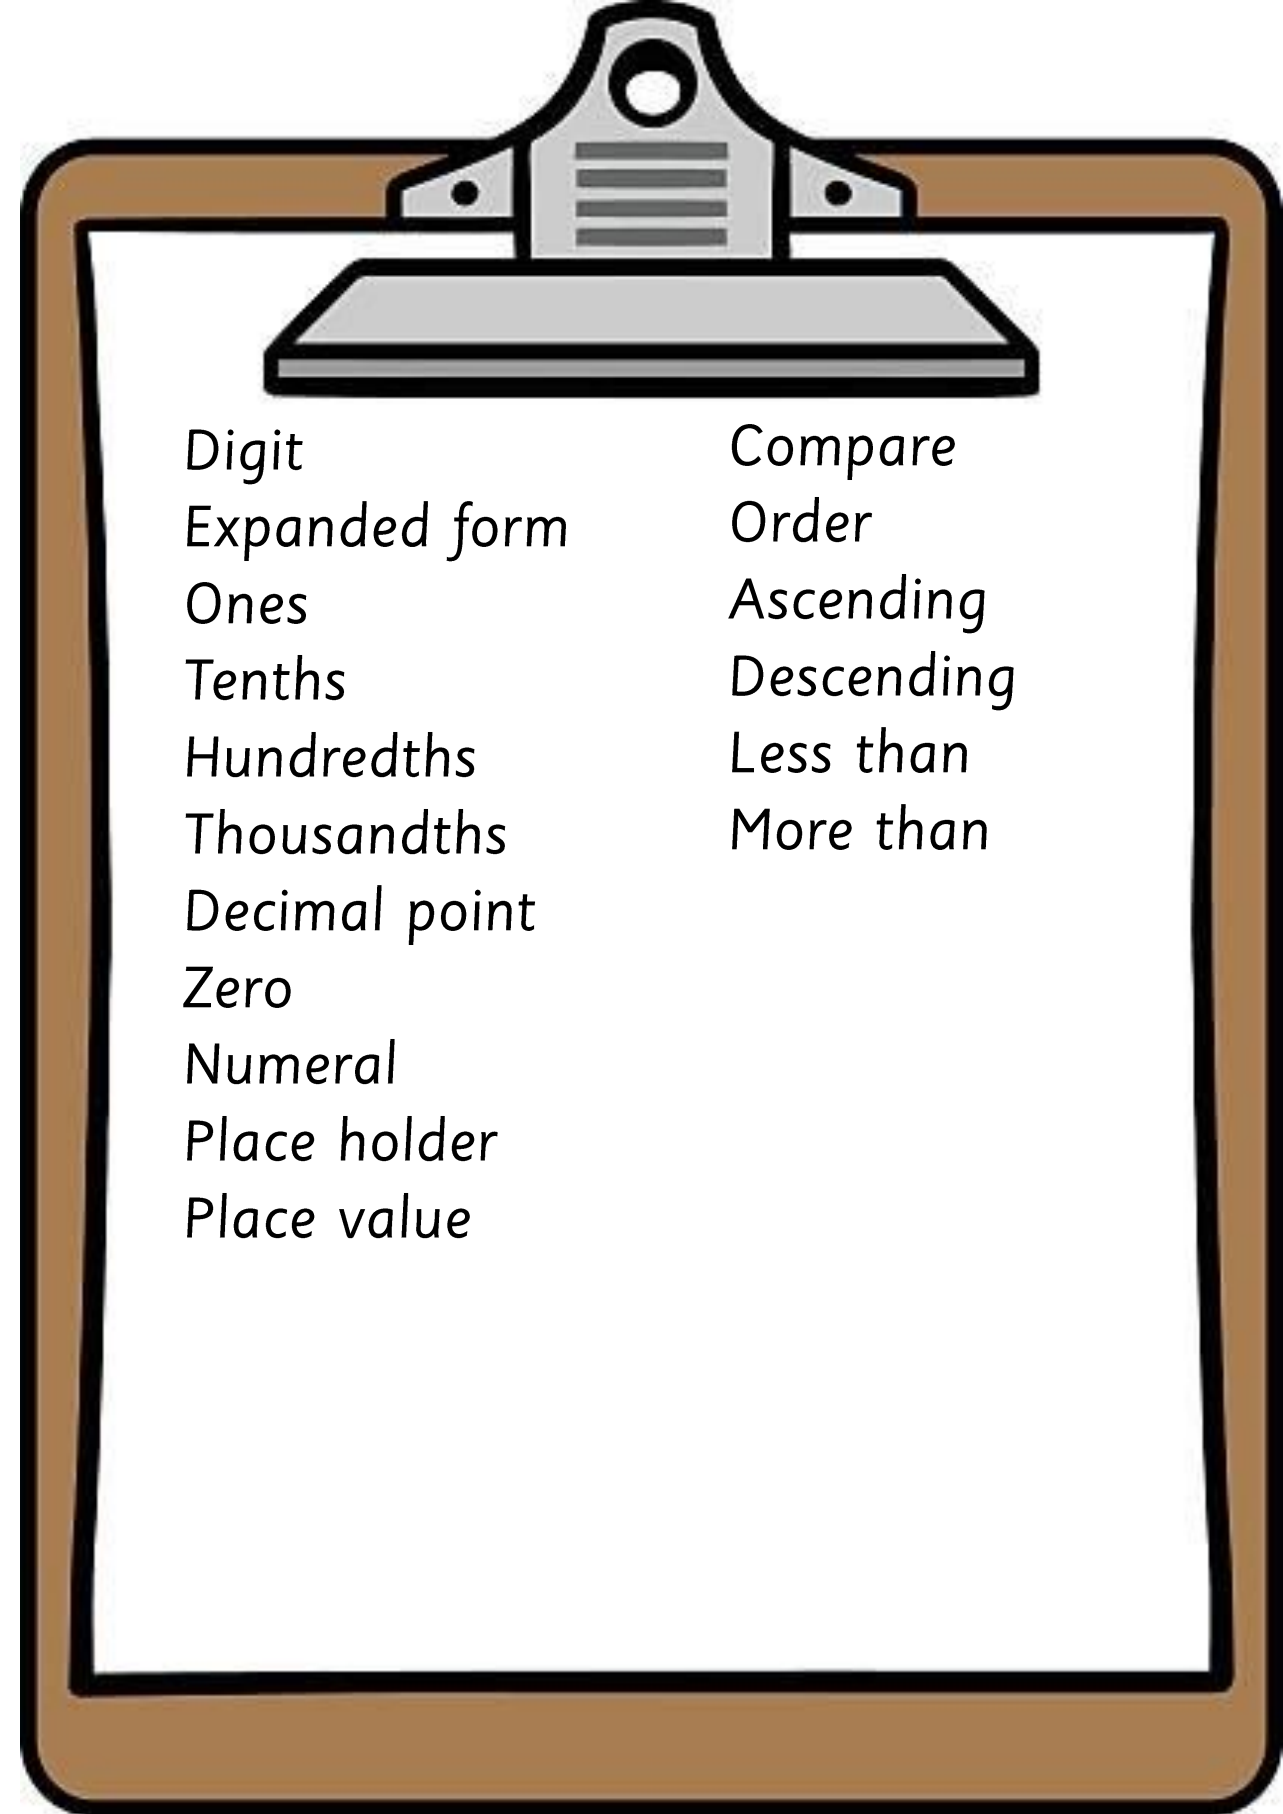 Digit
Expanded form
Ones
Tenths
Hundredths
Thousandths
Decimal point
Zero
Numeral
Place holder
Place value
Compare
Order
Ascending
Descending
Less than
More than